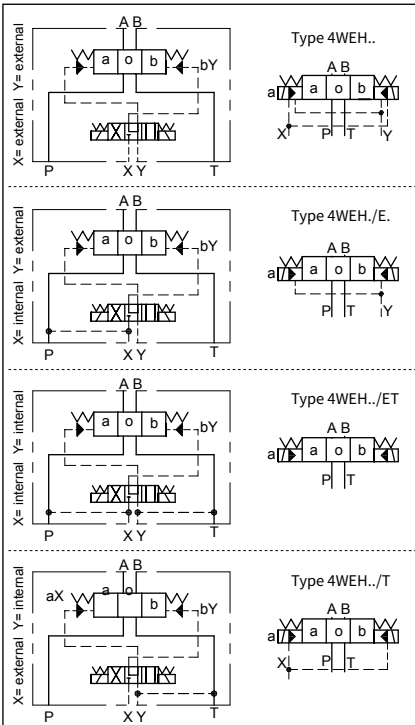 X= external Y= external
A B
a o b
bY
P X Y T
Type 4WEH..
A B
a a o b
X P T Y
X= internal Y= external
A B
a o b
bY
P X Y T
Type 4WEH./E.
A B
a a o b
P T Y
X= internal Y= internal
A B
a o b
bY
P X Y T
Type 4WEH../ET
A B
a a o b
P T
X= external Y= internal
A B
aX a o b
bY
P X Y T
Type 4WEH../T
A B
a a o b
X P T